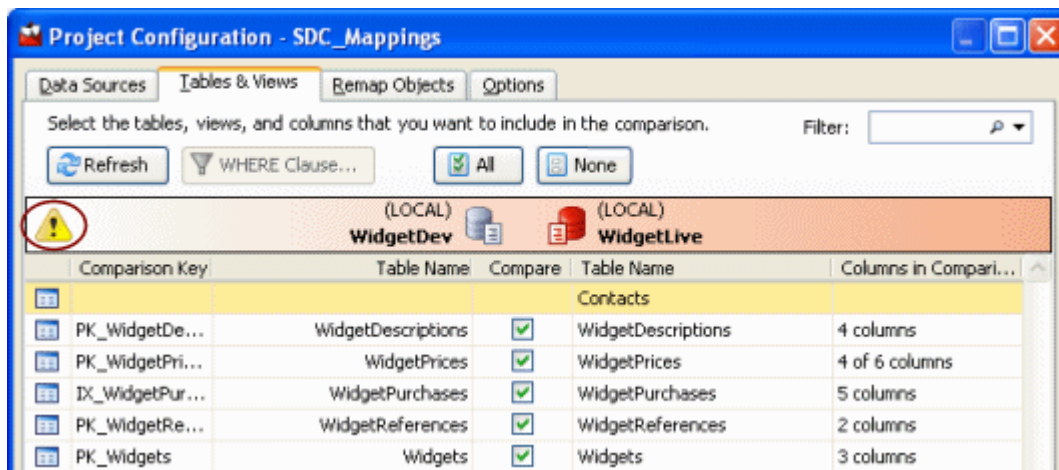 Project Configuration - SDC_Mappings
Data Sources Tables & Views Remap Objects Options
Select the tables, views, and columns that you want to include in the comparison. Filter:
Refresh WHERE Clause... All None
(LOCAL) (LOCAL)
WidgetDev WidgetLive
Comparison Key Table Name Compare Table Name Columns in Compari...
Contacts
PK_WidgetDe... WidgetDescriptions WidgetDescriptions 4 columns
PK_WidgetPri... WidgetPrices WidgetPrices 4 of 6 columns
IX_WidgetPur... WidgetPurchases WidgetPurchases 5 columns
PK_WidgetRe... WidgetReferences WidgetReferences 2 columns
PK_Widgets Widgets Widgets 3 columns